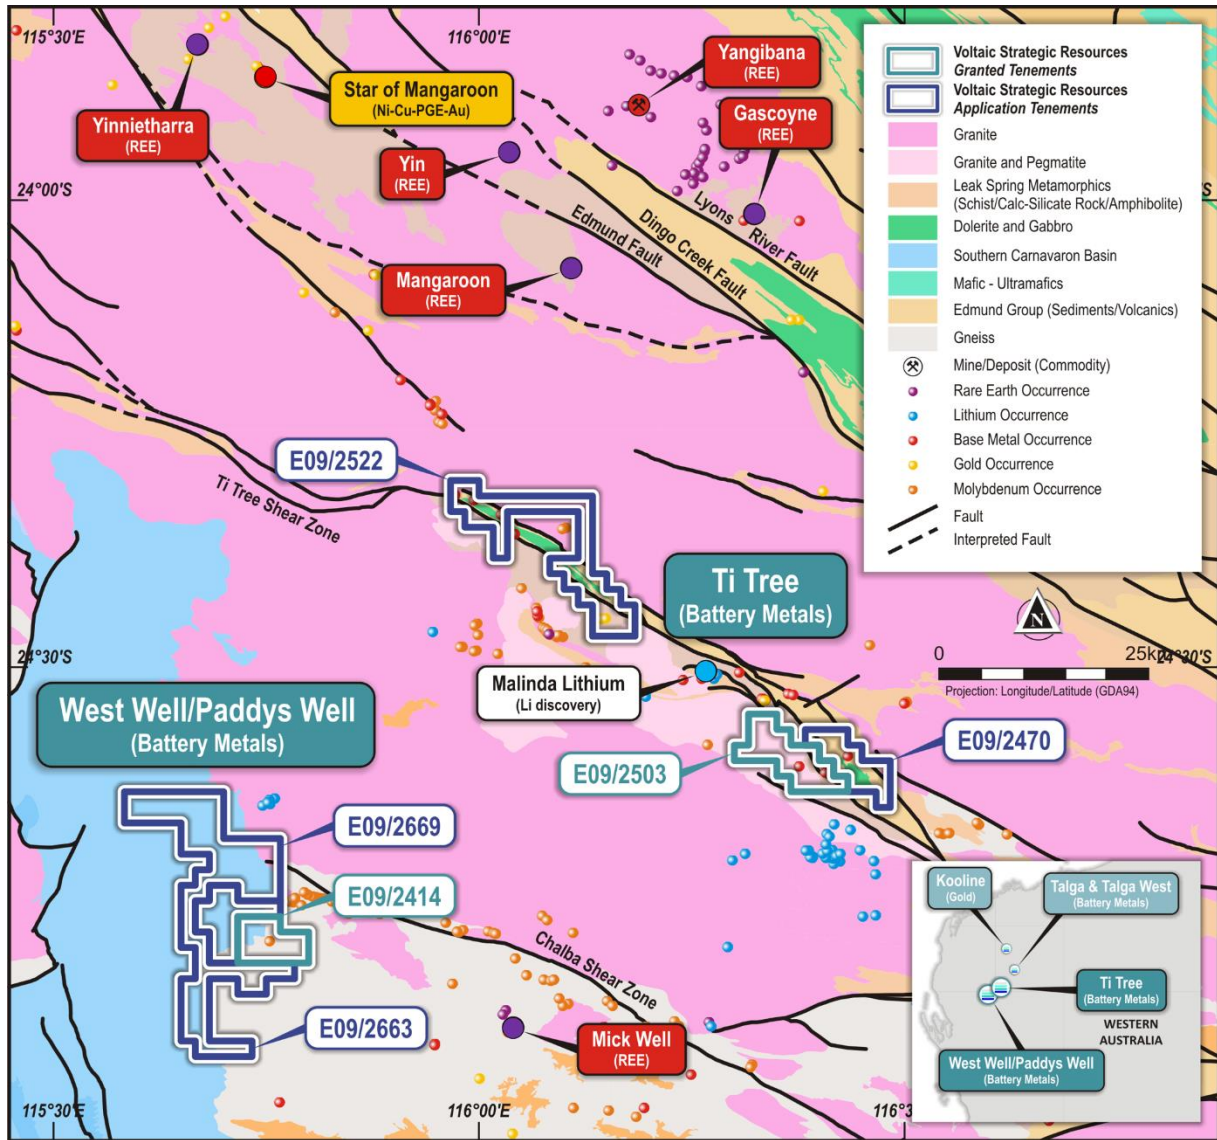 115°30'E
116°00'E
Yangibana
(REE)
Star of Mangaroon
(Ni-Cu-PGE-Au)
Yinnietharra
(REE)
Gascoyne
(REE)
Yin
(REE)
24°00'S
Lyons River Fault
Dingo Creek Fault
Edmund Fault
Mangaroon
(REE)
Voltaic Strategic Resources
Granted Tenements
Voltaic Strategic Resources
Application Tenements
Granite
Granite and Pegmatite
Leak Spring Metamorphics
(Schist/Calc-Silicate Rock/Amphibolite)
Dolerite and Gabbro
Southern Carnavaron Basin
Mafic - Ultramafics
Edmund Group (Sediments/Volcanics)
Gneiss
Mine/Deposit (Commodity)
Rare Earth Occurrence
Lithium Occurrence
Base Metal Occurrence
Gold Occurrence
Molybdenum Occurrence
Fault
Interpreted Fault
E09/2522
Ti Tree Shear Zone
Ti Tree
(Battery Metals)
N
0
25km
Projection: Longitude/Latitude (GDA94)
24°30'S
24°30'S
Malinda Lithium
(Li discovery)
West Well/Paddys Well
(Battery Metals)
E09/2503
E09/2470
E09/2669
E09/2414
Chalba Shear Zone
E09/2663
Mick Well
(REE)
Kooline
(Gold)
Talga & Talga West
(Battery Metals)
Ti Tree
(Battery Metals)
WESTERN
AUSTRALIA
West Well/Paddys Well
(Battery Metals)
115°30'E
116°00'E